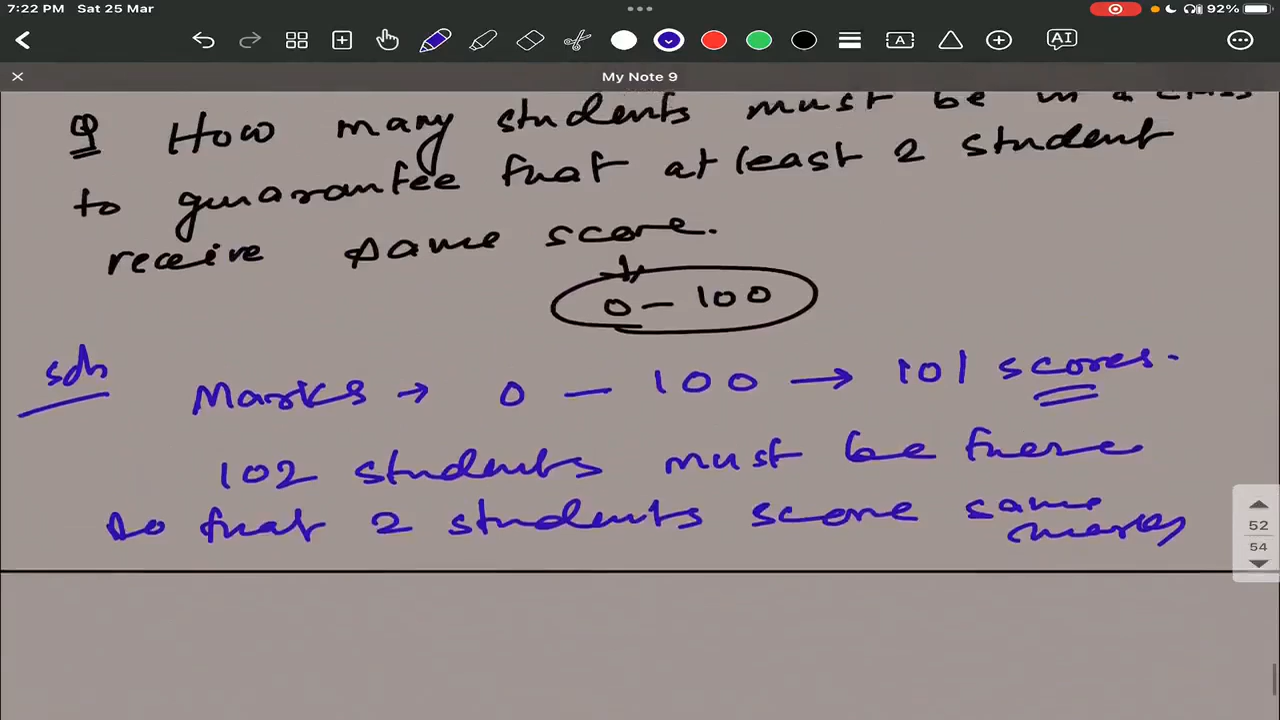 7:22 PM Sat 25 Mar
92%
A
AI
My Note 9
Q How many students must be in a class
to guarantee that at least 2 student
receive same score.
0 - 100
Soln
Marks → 0 - 100 → 101 scores.
102 students must be there
so that 2 students score same
marks
52
54